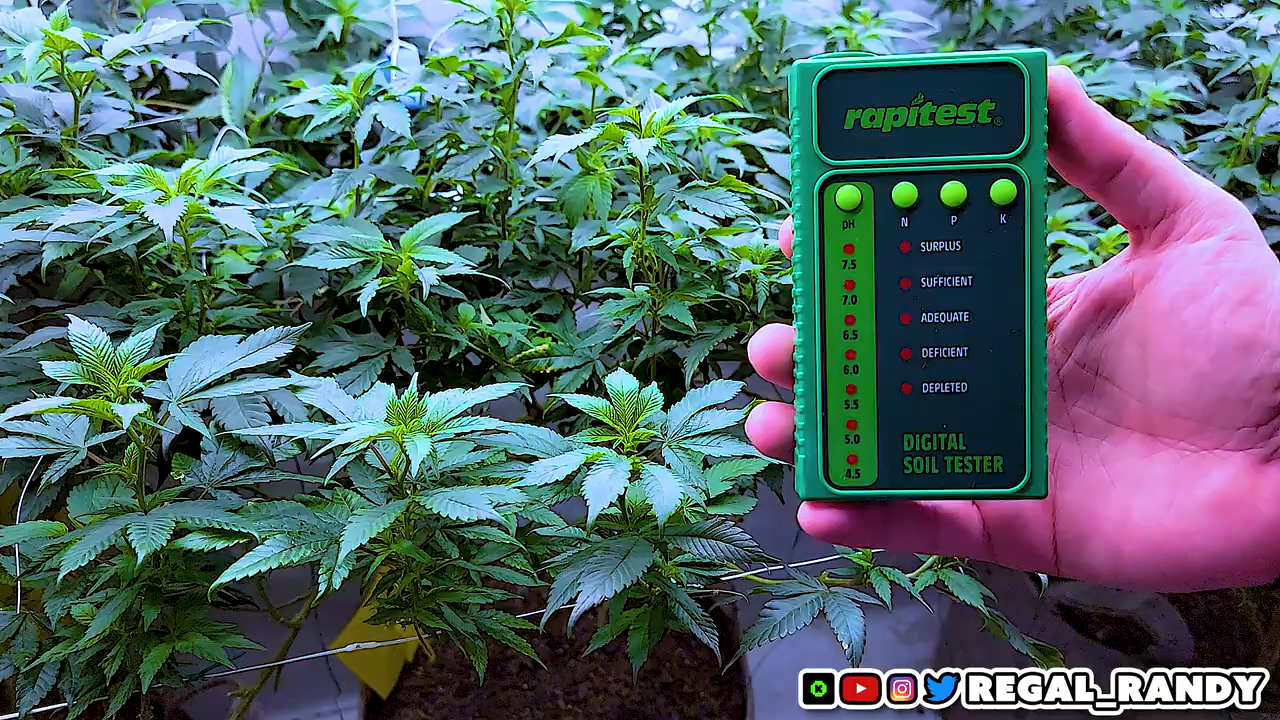 rapitest®
pH N P K
7.5
7.0
6.5
6.0
5.5
5.0
4.5
SURPLUS
SUFFICIENT
ADEQUATE
DEFICIENT
DEPLETED
DIGITAL
SOIL TESTER
REGAL_RANDY